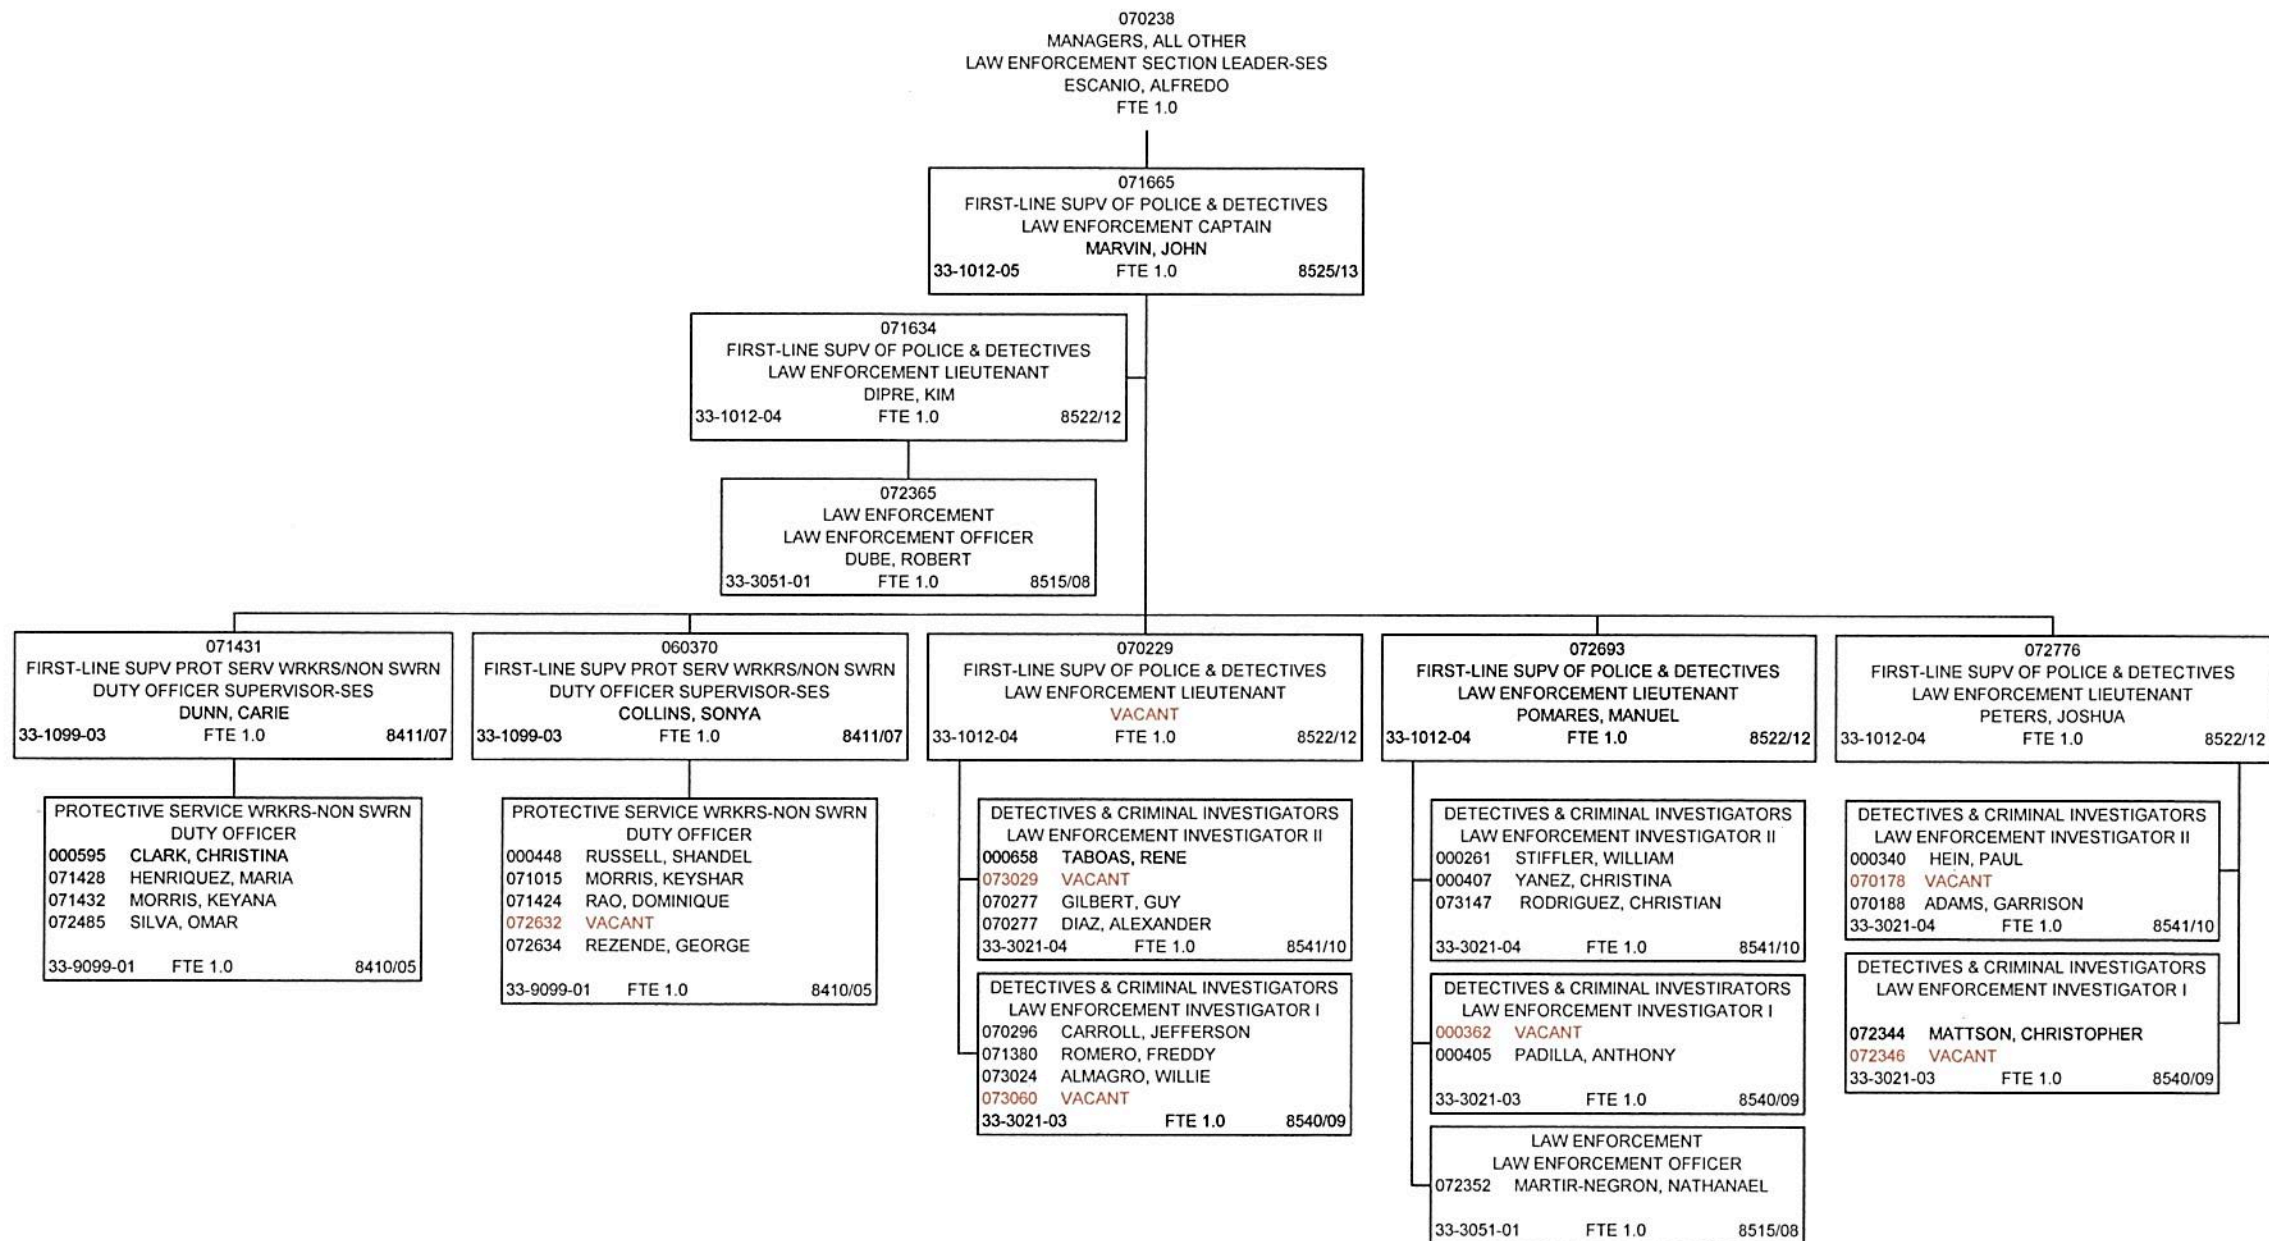 070238
MANAGERS, ALL OTHER
LAW ENFORCEMENT SECTION LEADER-SES
ESCANIO, ALFREDO
FTE 1.0
071665
FIRST-LINE SUPV OF POLICE & DETECTIVES
LAW ENFORCEMENT CAPTAIN
MARVIN, JOHN
33-1012-05 FTE 1.0 8525/13
071634
FIRST-LINE SUPV OF POLICE & DETECTIVES
LAW ENFORCEMENT LIEUTENANT
DIPRE, KIM
33-1012-04 FTE 1.0 8522/12
072365
LAW ENFORCEMENT
LAW ENFORCEMENT OFFICER
DUBE, ROBERT
33-3051-01 FTE 1.0 8515/08
071431
FIRST-LINE SUPV PROT SERV WRKRS/NON SWRN
DUTY OFFICER SUPERVISOR-SES
DUNN, CARIE
33-1099-03 FTE 1.0 8411/07
PROTECTIVE SERVICE WRKRS-NON SWRN
DUTY OFFICER
000595 CLARK, CHRISTINA
071428 HENRIQUEZ, MARIA
071432 MORRIS, KEYANA
072485 SILVA, OMAR
33-9099-01 FTE 1.0 8410/05
060370
FIRST-LINE SUPV PROT SERV WRKRS/NON SWRN
DUTY OFFICER SUPERVISOR-SES
COLLINS, SONYA
33-1099-03 FTE 1.0 8411/07
PROTECTIVE SERVICE WRKRS-NON SWRN
DUTY OFFICER
000448 RUSSELL, SHANDEL
071015 MORRIS, KEYSHAR
071424 RAO, DOMINIQUE
072632 VACANT
072634 REZENDE, GEORGE
33-9099-01 FTE 1.0 8410/05
070229
FIRST-LINE SUPV OF POLICE & DETECTIVES
LAW ENFORCEMENT LIEUTENANT
VACANT
33-1012-04 FTE 1.0 8522/12
DETECTIVES & CRIMINAL INVESTIGATORS
LAW ENFORCEMENT INVESTIGATOR II
000658 TABOAS, RENE
073029 VACANT
070277 GILBERT, GUY
070277 DIAZ, ALEXANDER
33-3021-04 FTE 1.0 8541/10
DETECTIVES & CRIMINAL INVESTIGATORS
LAW ENFORCEMENT INVESTIGATOR I
070296 CARROLL, JEFFERSON
071380 ROMERO, FREDDY
073024 ALMAGRO, WILLIE
073060 VACANT
33-3021-03 FTE 1.0 8540/09
072693
FIRST-LINE SUPV OF POLICE & DETECTIVES
LAW ENFORCEMENT LIEUTENANT
POMARES, MANUEL
33-1012-04 FTE 1.0 8522/12
DETECTIVES & CRIMINAL INVESTIGATORS
LAW ENFORCEMENT INVESTIGATOR II
000261 STIFFLER, WILLIAM
000407 YANEZ, CHRISTINA
073147 RODRIGUEZ, CHRISTIAN
33-3021-04 FTE 1.0 8541/10
DETECTIVES & CRIMINAL INVESTIRATORS
LAW ENFORCEMENT INVESTIGATOR I
000362 VACANT
000405 PADILLA, ANTHONY
33-3021-03 FTE 1.0 8540/09
LAW ENFORCEMENT
LAW ENFORCEMENT OFFICER
072352 MARTIR-NEGRON, NATHANAEL
33-3051-01 FTE 1.0 8515/08
072776
FIRST-LINE SUPV OF POLICE & DETECTIVES
LAW ENFORCEMENT LIEUTENANT
PETERS, JOSHUA
33-1012-04 FTE 1.0 8522/12
DETECTIVES & CRIMINAL INVESTIGATORS
LAW ENFORCEMENT INVESTIGATOR II
000340 HEIN, PAUL
070178 VACANT
070188 ADAMS, GARRISON
33-3021-04 FTE 1.0 8541/10
DETECTIVES & CRIMINAL INVESTIGATORS
LAW ENFORCEMENT INVESTIGATOR I
072344 MATTSON, CHRISTOPHER
072346 VACANT
33-3021-03 FTE 1.0 8540/09